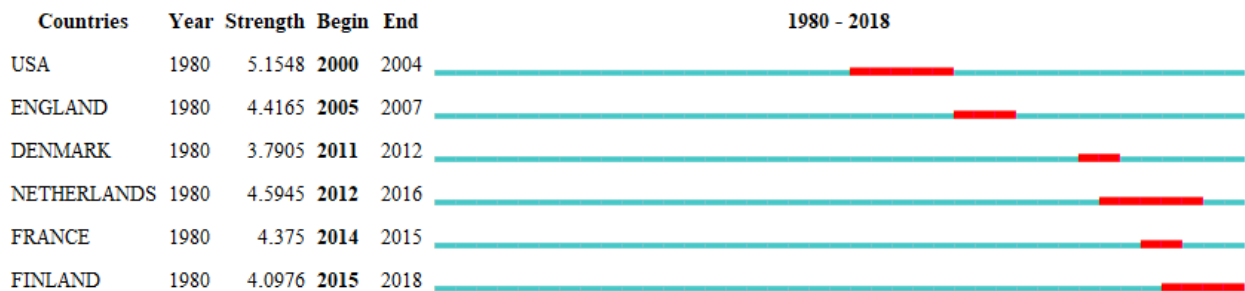 Countries Year Strength Begin End 1980 - 2018
USA 1980 5.1548 2000 2004
ENGLAND 1980 4.4165 2005 2007
DENMARK 1980 3.7905 2011 2012
NETHERLANDS 1980 4.5945 2012 2016
FRANCE 1980 4.375 2014 2015
FINLAND 1980 4.0976 2015 2018